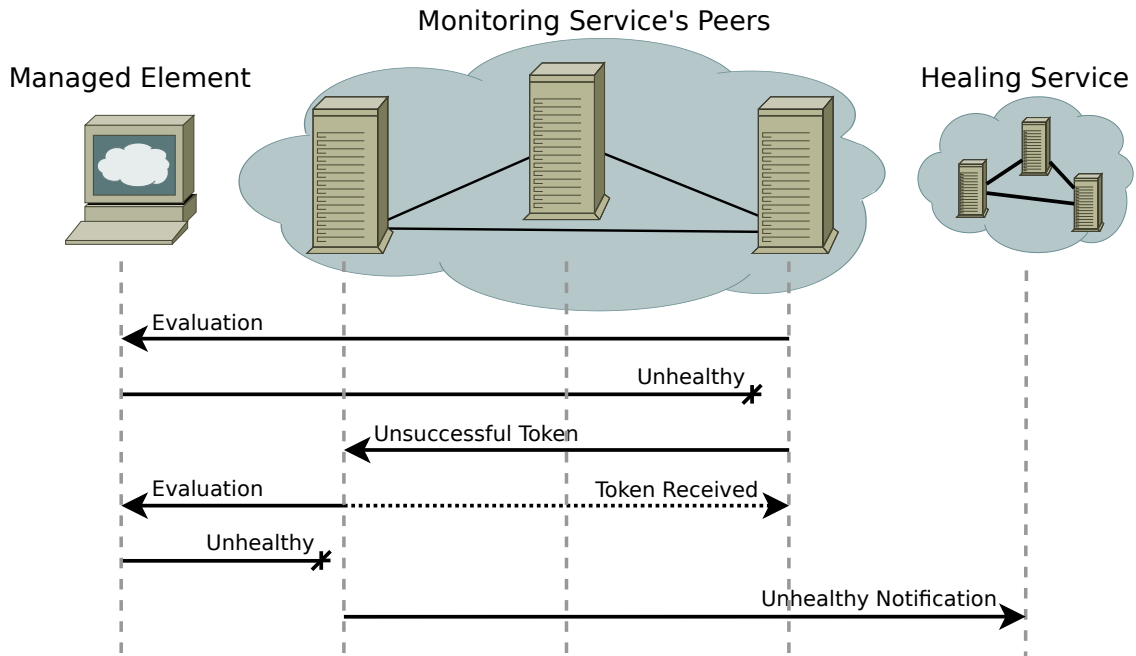 Monitoring Service's Peers
Managed Element
Healing Service
Evaluation
Unhealthy
Unsuccessful Token
Evaluation
Token Received
Unhealthy
Unhealthy Notification